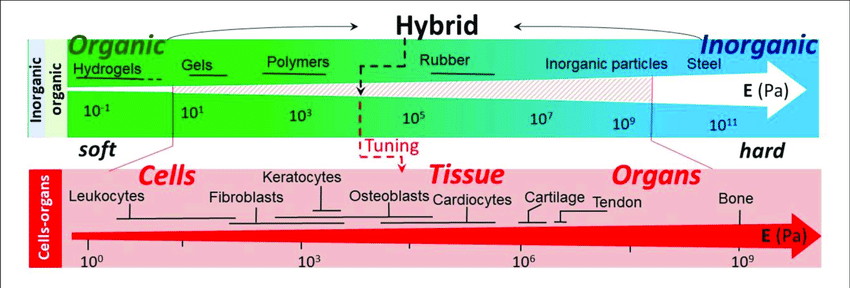 Hybrid
Organic
Inorganic
Inorganic
organic
Hydrogels
Gels
Polymers
Rubber
Inorganic particles
Steel
E (Pa)
10⁻¹
10¹
10³
10⁵
10⁷
10⁹
10¹¹
soft
Tuning
hard
Cells-organs
Cells
Tissue
Organs
Leukocytes
Fibroblasts
Keratocytes
Osteoblasts
Cardiocytes
Cartilage
Tendon
Bone
E (Pa)
10⁰
10³
10⁶
10⁹